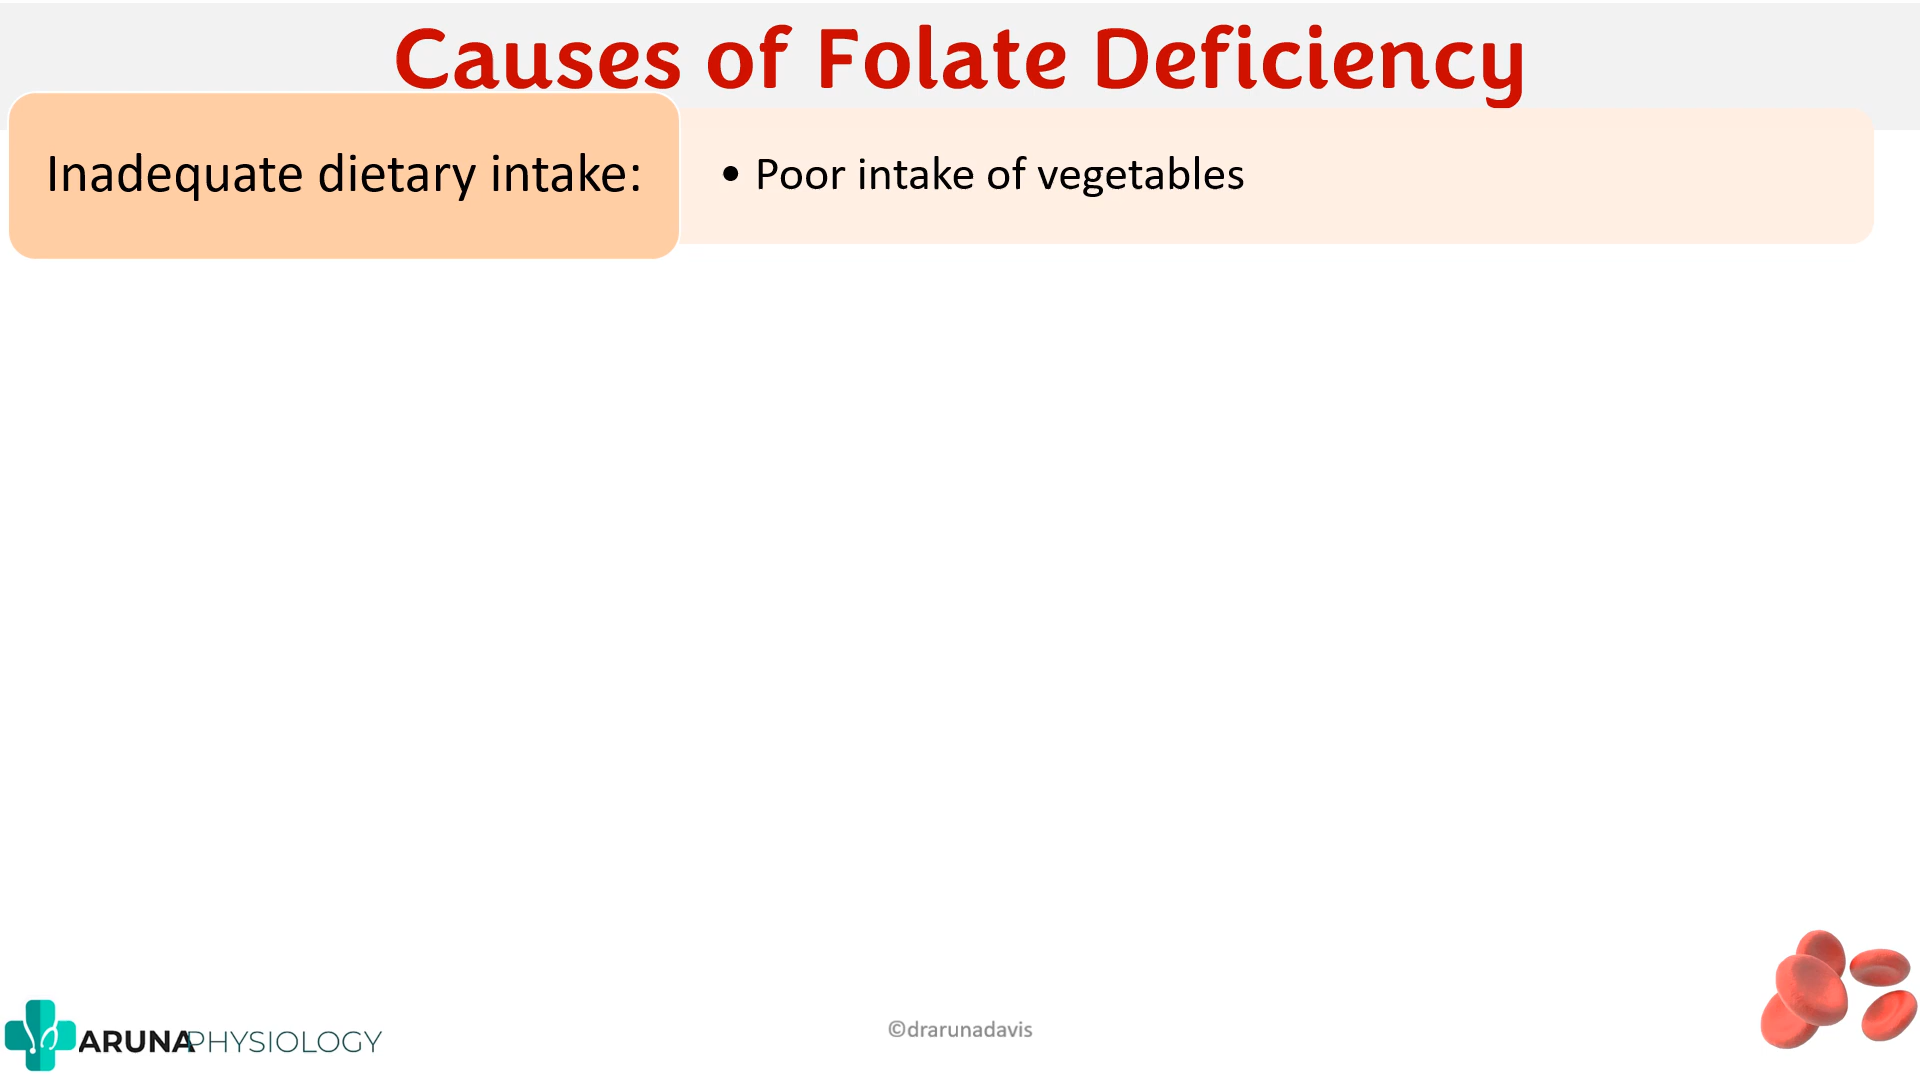 Causes of Folate Deficiency
Inadequate dietary intake:
• Poor intake of vegetables
ARUNAPHYSIOLOGY
©drarunadavis